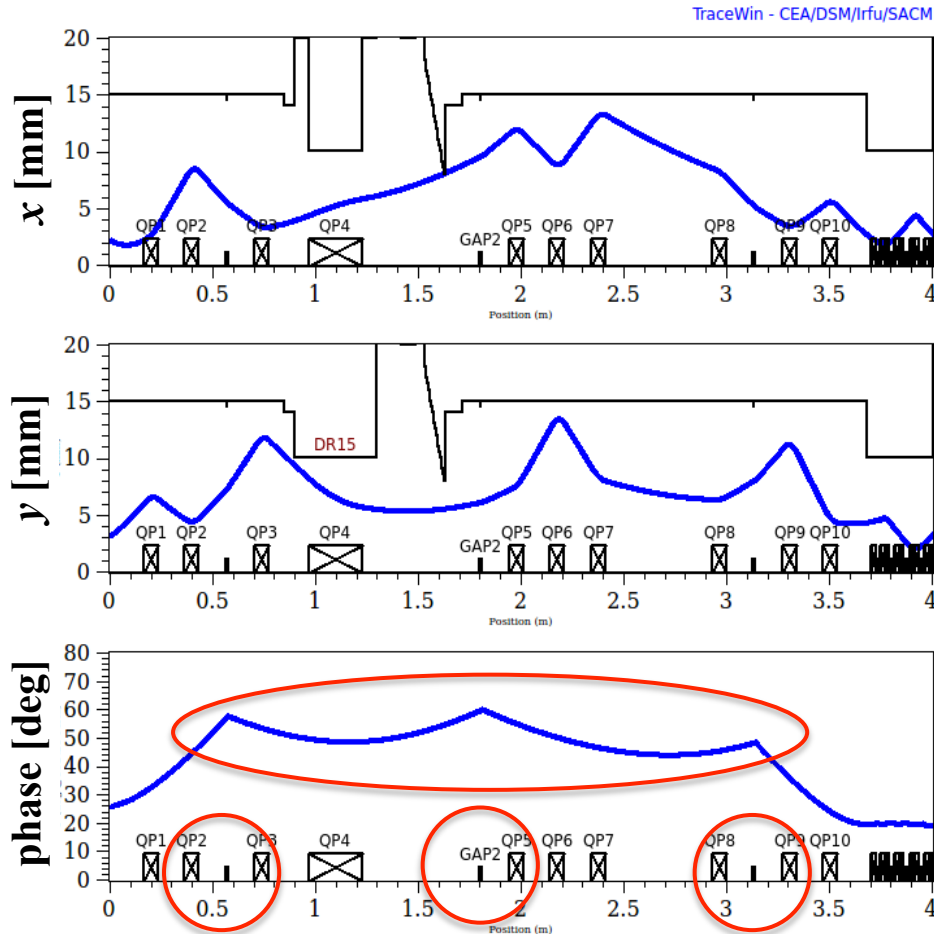 TraceWin - CEA/DSM/Irfu/SACM
x [mm]
20
15
10
5
0
QP1 QP2 QP3 QP4 GAP2 QP5 QP6 QP7 QP8 QP9 QP10
0 0.5 1 1.5 2 2.5 3 3.5 4
Position (m)
y [mm]
20
15
10
5
0
DR15
QP1 QP2 QP3 QP4 GAP2 QP5 QP6 QP7 QP8 QP9 QP10
0 0.5 1 1.5 2 2.5 3 3.5 4
Position (m)
phase [deg]
80
70
60
50
40
30
20
10
0
QP1 QP2 QP3 QP4 GAP2 QP5 QP6 QP7 QP8 QP9 QP10
0 0.5 1 1.5 2 2.5 3 3.5 4
Position (m)